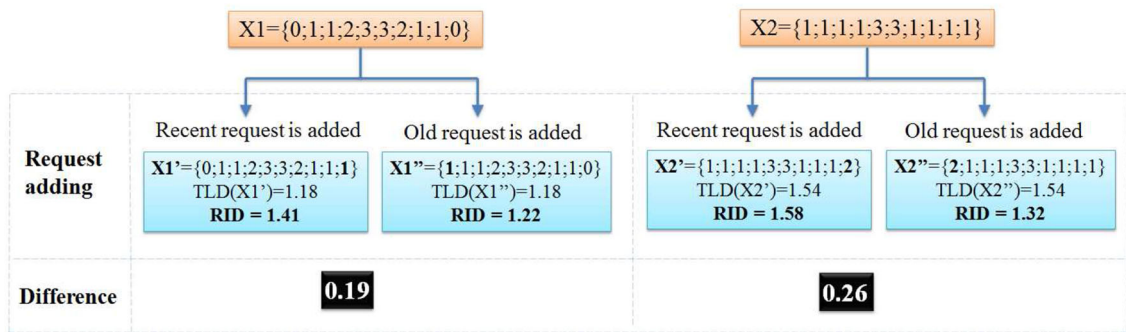 X1={0;1;1;2;3;3;2;1;1;0}
X2={1;1;1;1;3;3;1;1;1;1}
Request adding
Recent request is added
X1’={0;1;1;2;3;3;2;1;1;1}
TLD(X1’)=1.18
RID = 1.41
Old request is added
X1”={1;1;1;2;3;3;2;1;1;0}
TLD(X1”)=1.18
RID = 1.22
Recent request is added
X2’={1;1;1;1;3;3;1;1;1;2}
TLD(X2’)=1.54
RID = 1.58
Old request is added
X2”={2;1;1;1;3;3;1;1;1;1}
TLD(X2”)=1.54
RID = 1.32
Difference
0.19
0.26